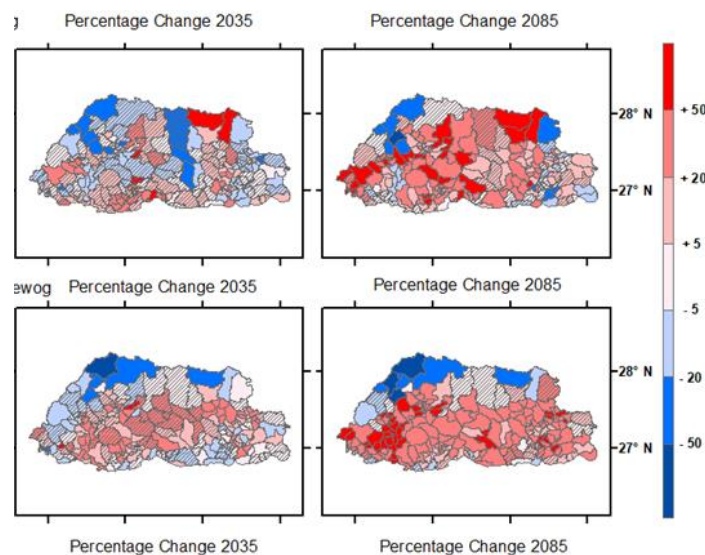 g Percentage Change 2035 Percentage Change 2085
28° N
27° N
ewog Percentage Change 2035 Percentage Change 2085
28° N
27° N
+ 50
+ 20
+ 5
- 5
- 20
- 50
Percentage Change 2035 Percentage Change 2085